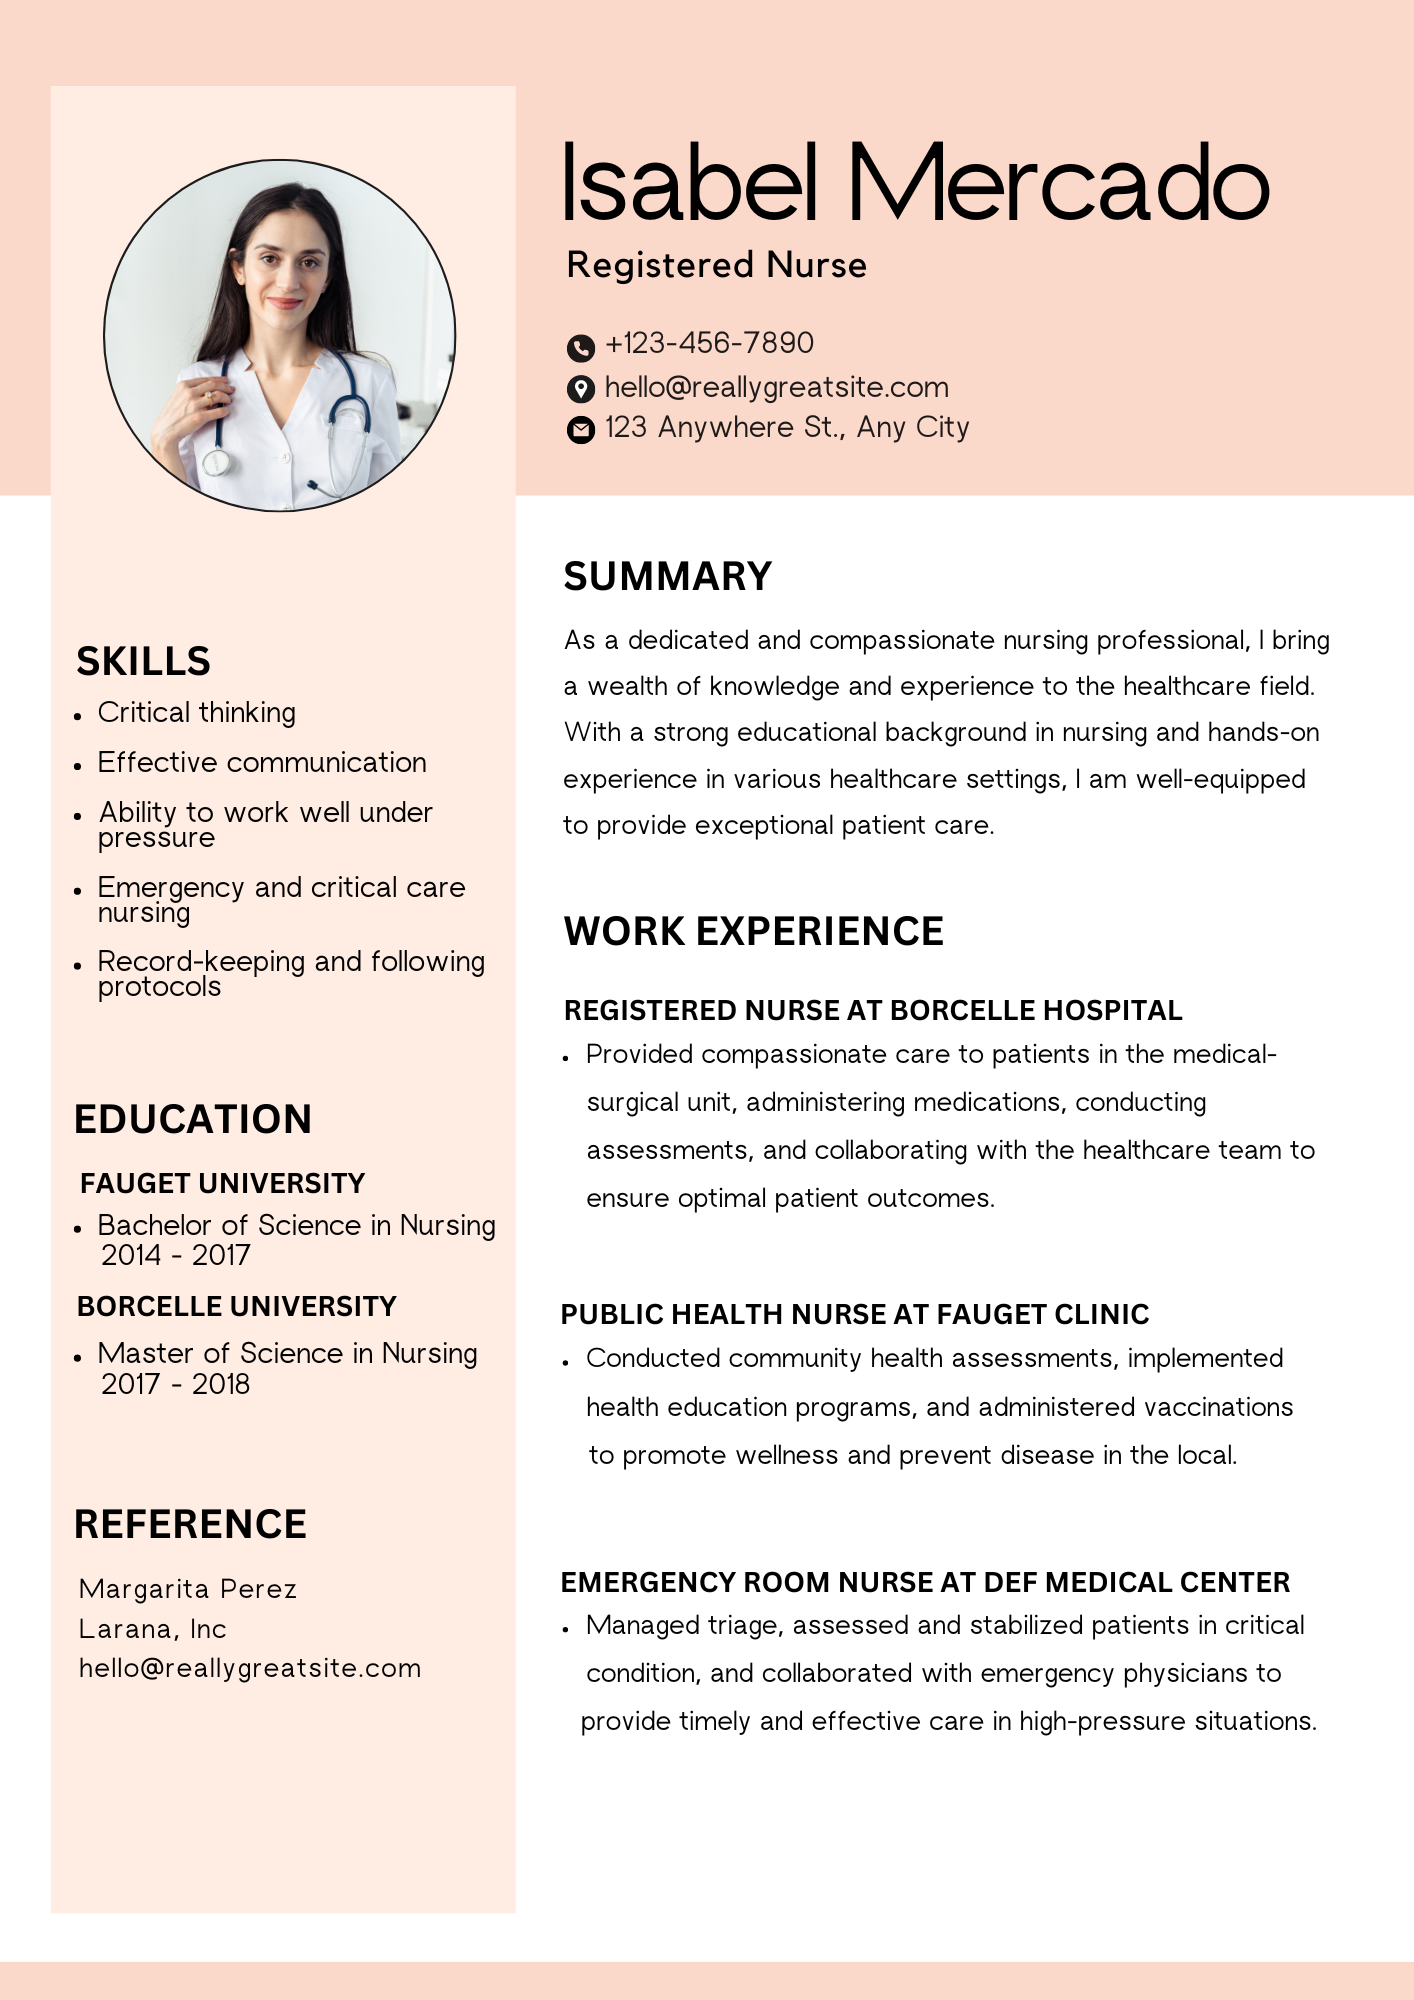 Isabel Mercado
Registered Nurse
+123-456-7890
hello@reallygreatsite.com
123 Anywhere St., Any City
SKILLS
• Critical thinking
• Effective communication
• Ability to work well under
pressure
• Emergency and critical care
nursing
• Record-keeping and following
protocols
EDUCATION
FAUGET UNIVERSITY
• Bachelor of Science in Nursing
2014 - 2017
BORCELLE UNIVERSITY
• Master of Science in Nursing
2017 - 2018
REFERENCE
Margarita Perez
Larana, Inc
hello@reallygreatsite.com
SUMMARY
As a dedicated and compassionate nursing professional, I bring
a wealth of knowledge and experience to the healthcare field.
With a strong educational background in nursing and hands-on
experience in various healthcare settings, I am well-equipped
to provide exceptional patient care.
WORK EXPERIENCE
REGISTERED NURSE AT BORCELLE HOSPITAL
• Provided compassionate care to patients in the medical-
surgical unit, administering medications, conducting
assessments, and collaborating with the healthcare team to
ensure optimal patient outcomes.
PUBLIC HEALTH NURSE AT FAUGET CLINIC
• Conducted community health assessments, implemented
health education programs, and administered vaccinations
to promote wellness and prevent disease in the local.
EMERGENCY ROOM NURSE AT DEF MEDICAL CENTER
• Managed triage, assessed and stabilized patients in critical
condition, and collaborated with emergency physicians to
provide timely and effective care in high-pressure situations.